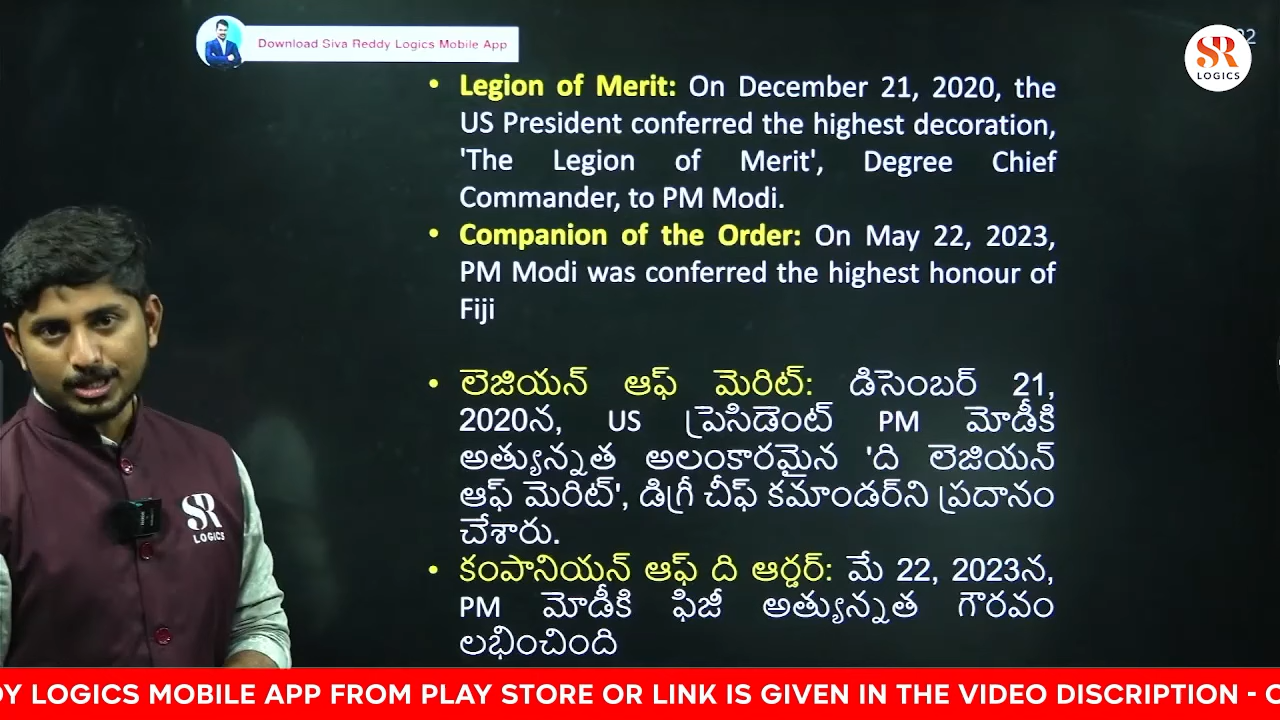 Download Siva Reddy Logics Mobile App
SR
LOGICS
• Legion of Merit: On December 21, 2020, the
US President conferred the highest decoration,
'The Legion of Merit', Degree Chief
Commander, to PM Modi.
• Companion of the Order: On May 22, 2023,
PM Modi was conferred the highest honour of
Fiji
• లెజియన్ ఆఫ్ మెరిట్: డిసెంబర్ 21,
2020న, US ప్రెసిడెంట్ PM మోడీకి
అత్యున్నత అలంకారమైన 'ది లెజియన్
ఆఫ్ మెరిట్', డిగ్రీ చీఫ్ కమాండర్‌ని ప్రదానం
చేశారు.
• కంపానియన్ ఆఫ్ ది ఆర్డర్: మే 22, 2023న,
PM మోడీకి ఫిజీ అత్యున్నత గౌరవం
లభించింది
SR
LOGICS
DY LOGICS MOBILE APP FROM PLAY STORE OR LINK IS GIVEN IN THE VIDEO DISCRIPTION -